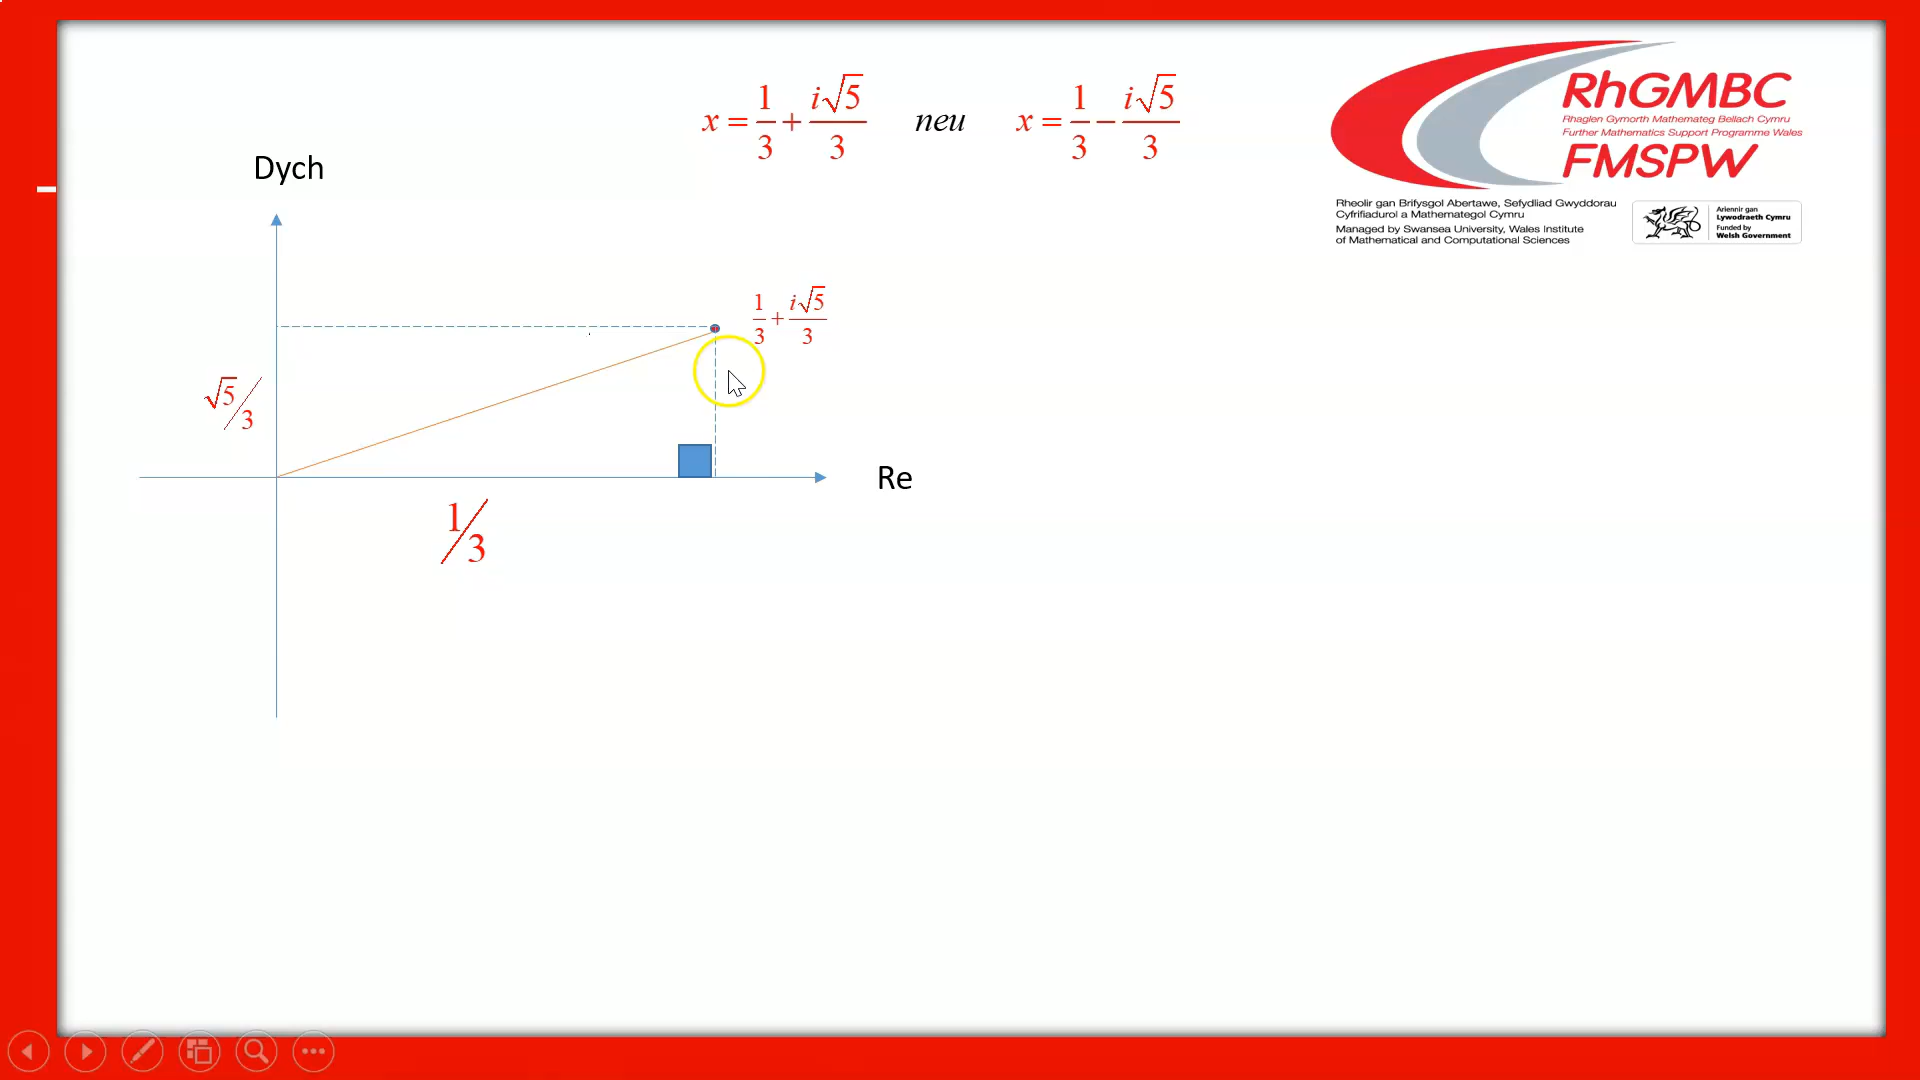 x = 1/3 + i√5/3 neu x = 1/3 − i√5/3
RhGMBC
Rhaglen Gymorth Mathemateg Bellach Cymru
Further Mathematics Support Programme Wales
FMSPW
Rheolir gan Brifysgol Abertawe, Sefydliad Gwyddorau
Cyfrifiadurol a Mathemategol Cymru
Managed by Swansea University, Wales Institute
of Mathematical and Computational Sciences
Ariennir gan
Lywodraeth Cymru
Funded by
Welsh Government
Dych
1/3 + i√5/3
√5/3
Re
1/3